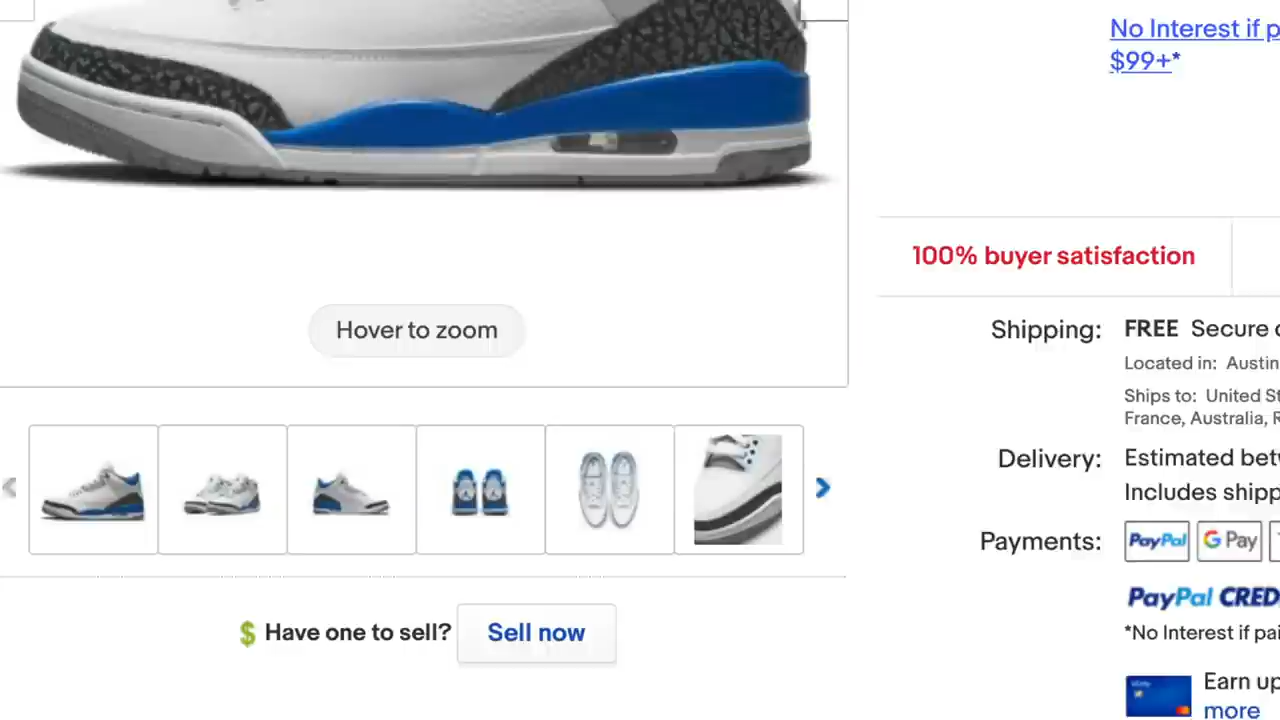 No Interest if p
$99+*
100% buyer satisfaction
Hover to zoom
Shipping: FREE Secure
Located in: Austin
Ships to: United St
France, Australia, R
Delivery: Estimated bet
Includes shipp
Payments: PayPal G Pay
PayPal CRED
*No Interest if pai
$ Have one to sell? Sell now
Earn up
more